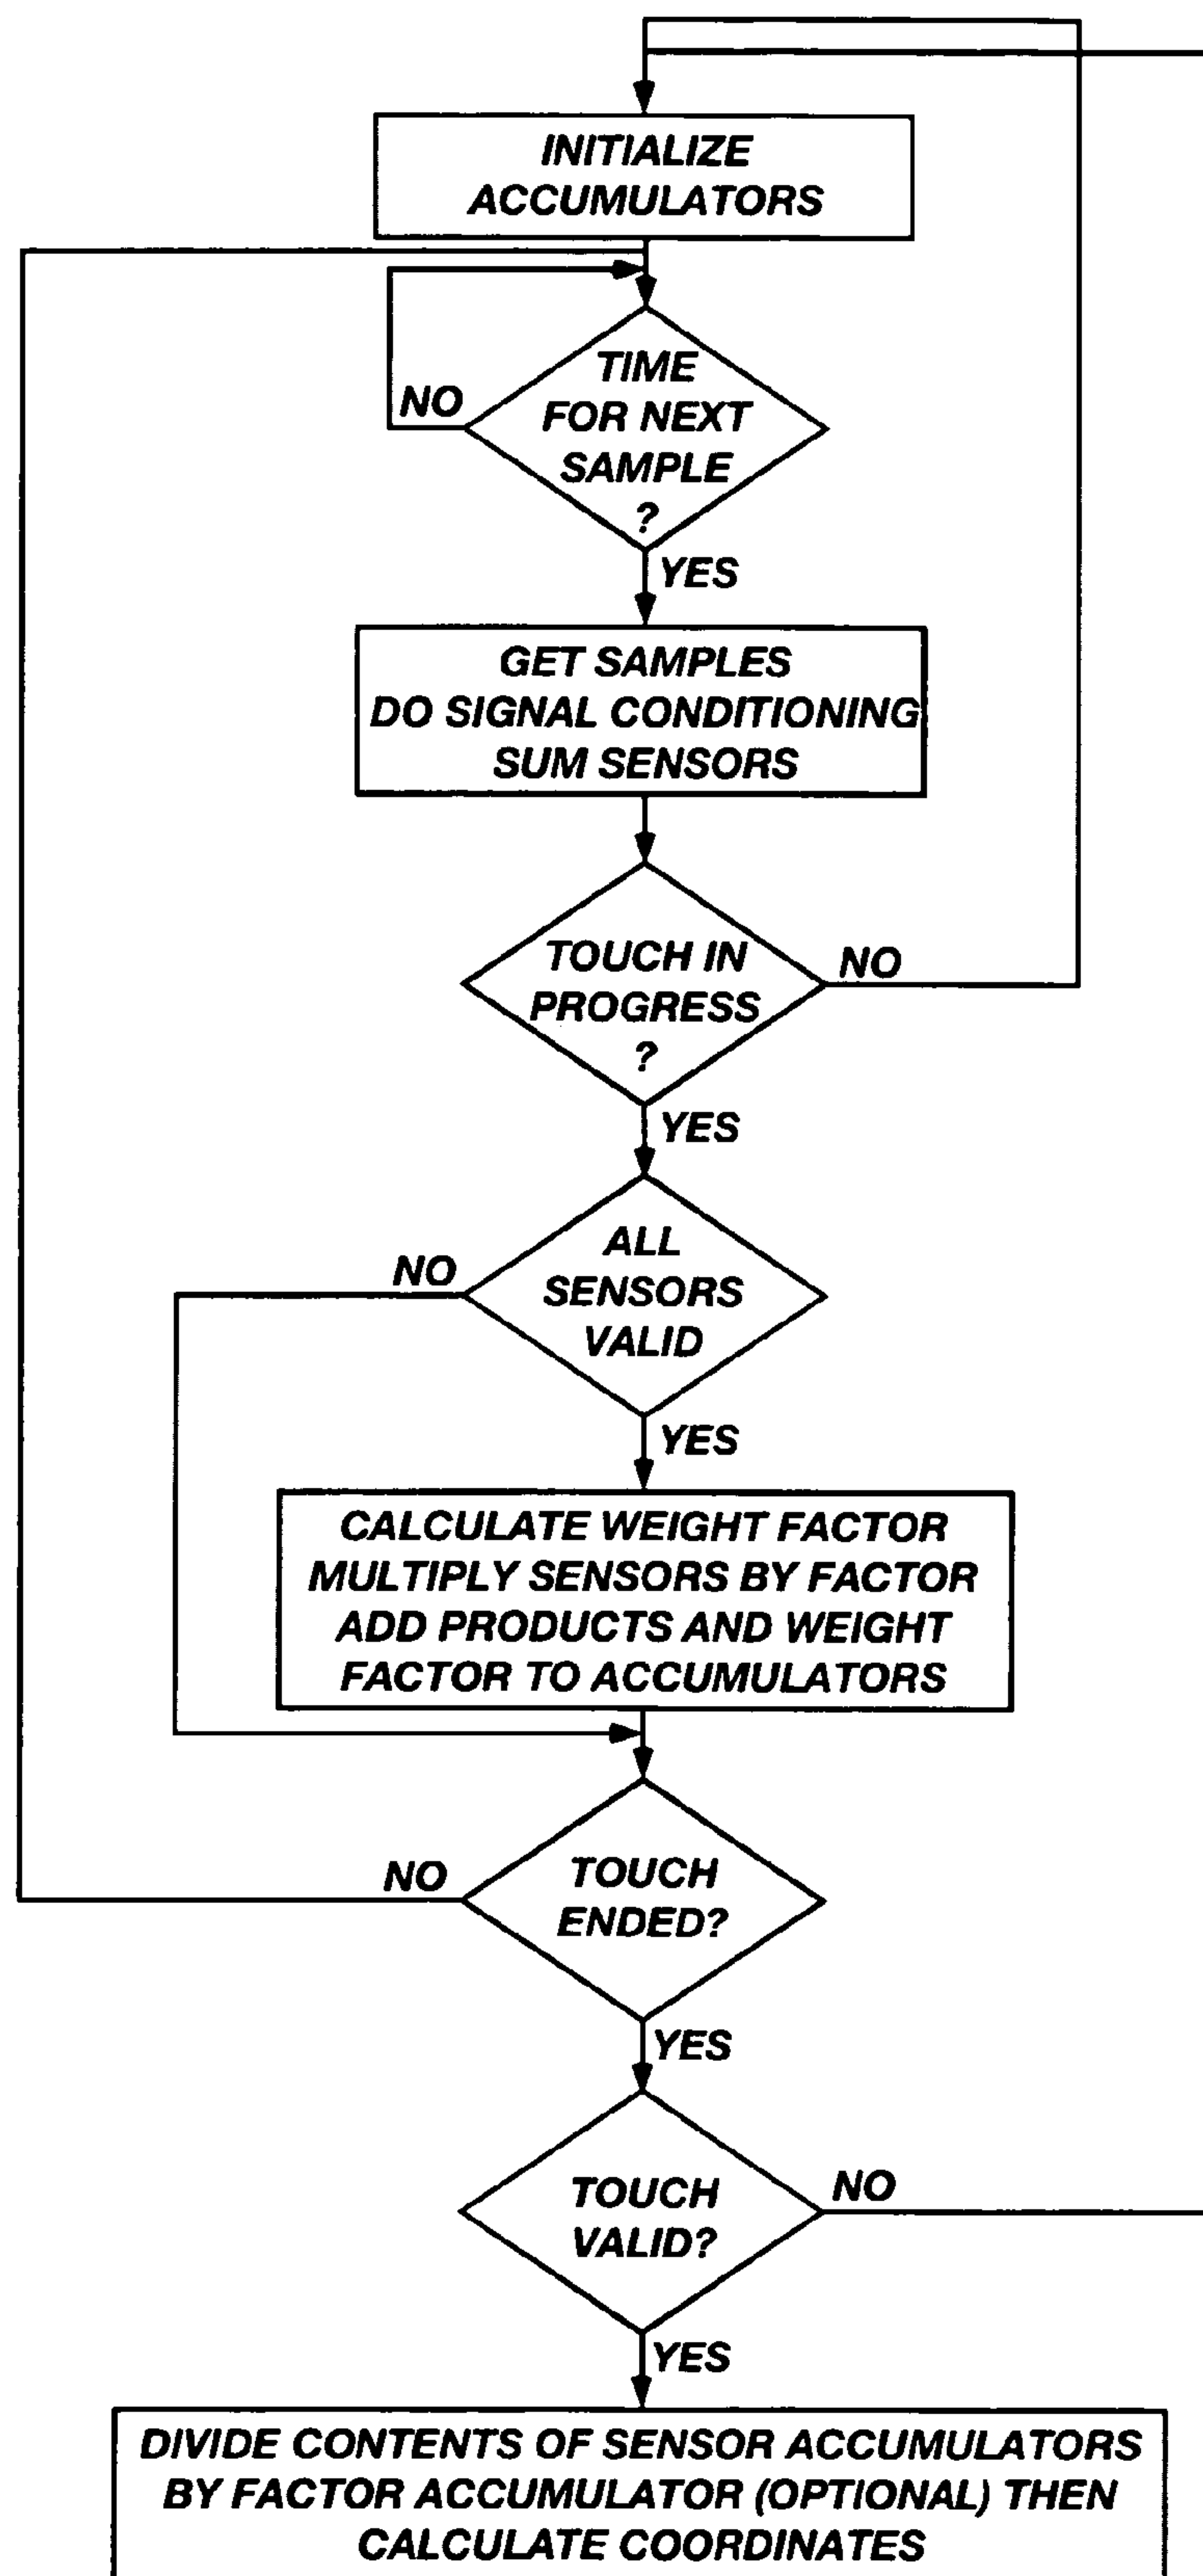 INITIALIZE
ACCUMULATORS
TIME
FOR NEXT
SAMPLE
?
NO
YES
GET SAMPLES
DO SIGNAL CONDITIONING
SUM SENSORS
TOUCH IN
PROGRESS
?
NO
YES
ALL
SENSORS
VALID
NO
YES
CALCULATE WEIGHT FACTOR
MULTIPLY SENSORS BY FACTOR
ADD PRODUCTS AND WEIGHT
FACTOR TO ACCUMULATORS
TOUCH
ENDED?
NO
YES
TOUCH
VALID?
NO
YES
DIVIDE CONTENTS OF SENSOR ACCUMULATORS
BY FACTOR ACCUMULATOR (OPTIONAL) THEN
CALCULATE COORDINATES